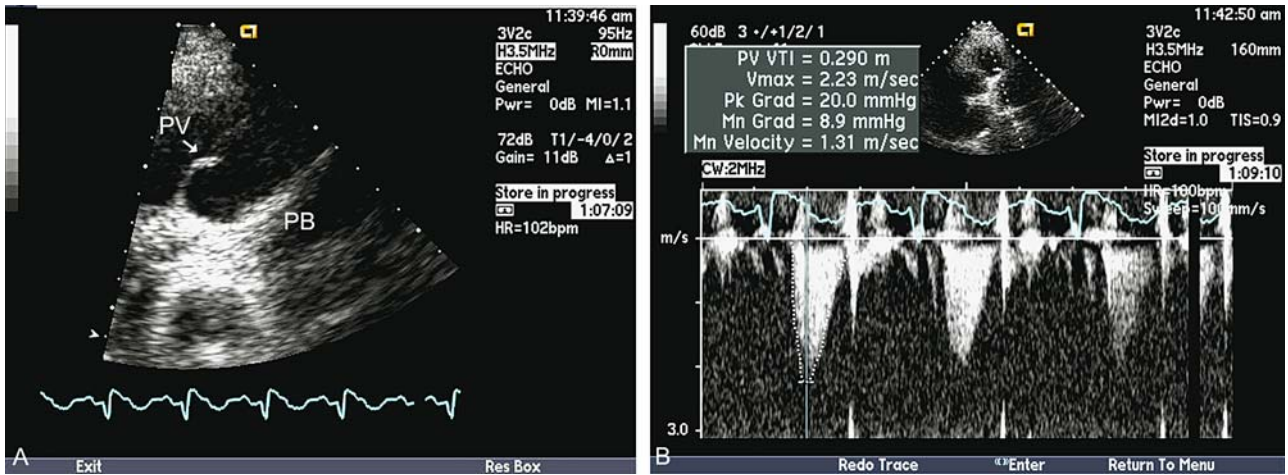 11:39:46 am
3V2c 95Hz
H3.5MHz R0mm
ECHO
General
Pwr= 0dB MI=1.1
72dB T1/-4/0/2
Gain= 11dB Δ=1
Store in progress
1:07:09
HR=102bpm
PV
PB
A
Exit Res Box
11:42:50 am
60dB 3 •/+1/2/1
PV VTI = 0.290 m
Vmax = 2.23 m/sec
Pk Grad = 20.0 mmHg
Mn Grad = 8.9 mmHg
Mn Velocity = 1.31 m/sec
3V2c
H3.5MHz 160mm
ECHO
General
Pwr= 0dB
MI2d=1.0 TIS=0.9
Store in progress
1:09:10
HR=100bpm
Sweep=100mm/s
CW:2MHz
m/s
3.0
B
Redo Trace Enter Return To Menu